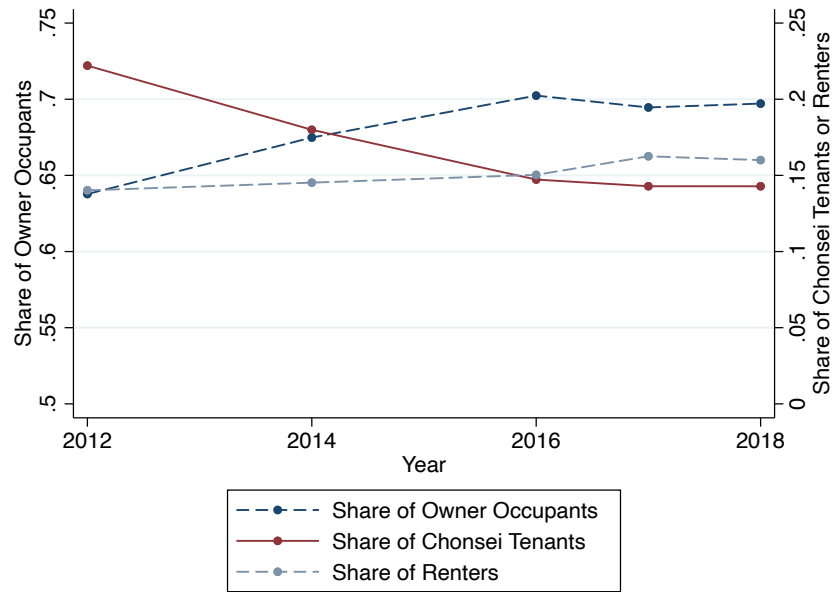 .75
.7
.65
.6
.55
.5
Share of Owner Occupants
.25
.2
.15
.1
.05
0
Share of Chonsei Tenants or Renters
2012
2014
2016
2018
Year
Share of Owner Occupants
Share of Chonsei Tenants
Share of Renters